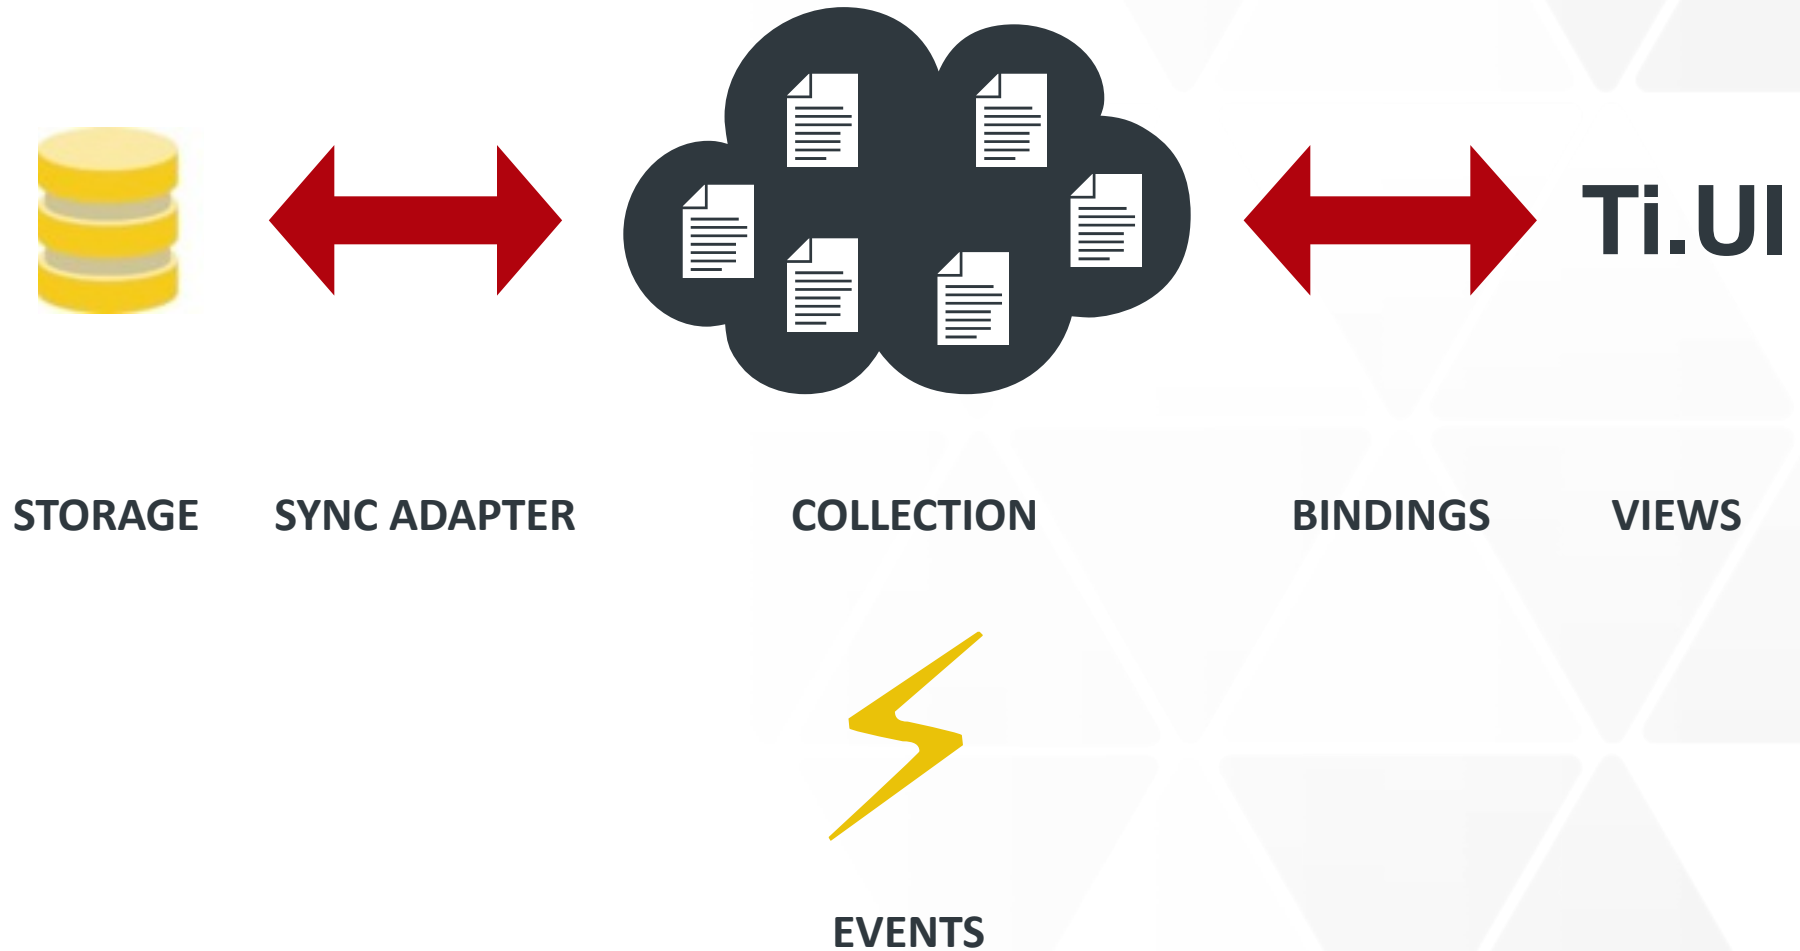 Ti.UI
STORAGE
SYNC ADAPTER
COLLECTION
BINDINGS
VIEWS
EVENTS